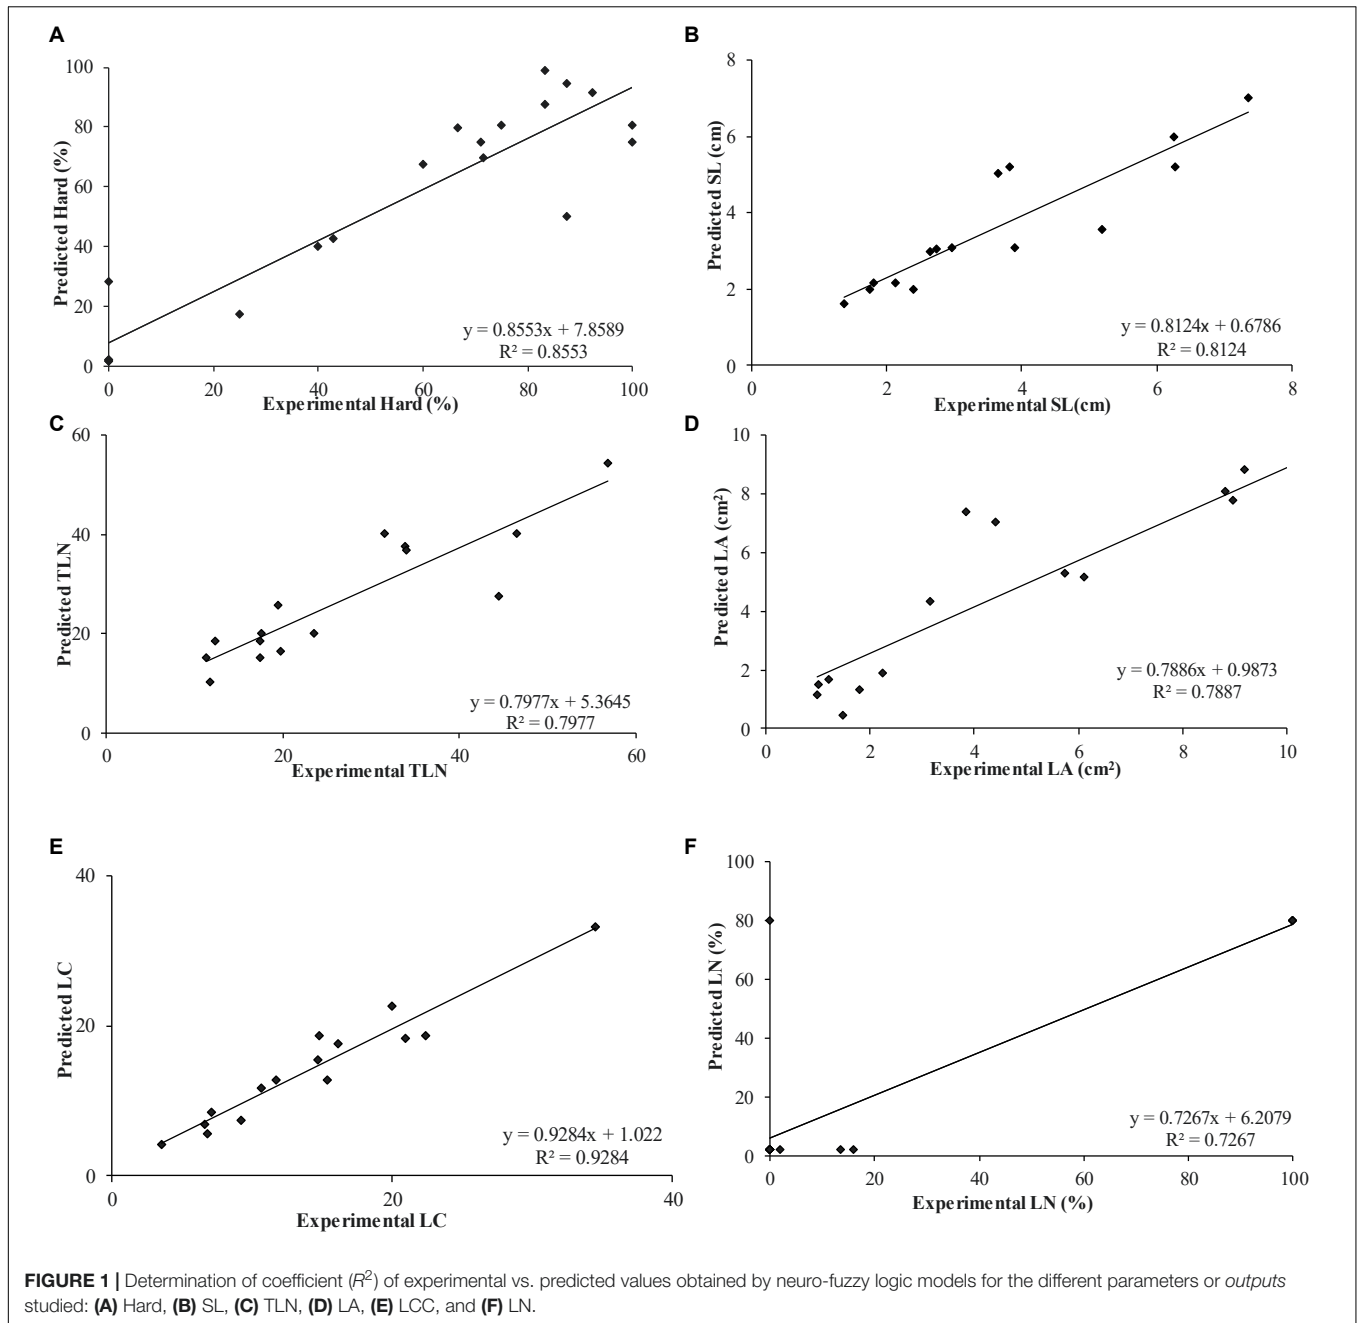 A
100
80
60
40
20
0
Predicted Hard (%)
y = 0.8553x + 7.8589
R² = 0.8553
0 20 40 60 80 100
Experimental Hard (%)
B
8
6
4
2
0
Predicted SL (cm)
y = 0.8124x + 0.6786
R² = 0.8124
0 2 4 6 8
Experimental SL(cm)
C
60
40
20
0
Predicted TLN
y = 0.7977x + 5.3645
R² = 0.7977
0 20 40 60
Experimental TLN
D
10
8
6
4
2
0
Predicted LA (cm²)
y = 0.7886x + 0.9873
R² = 0.7887
0 2 4 6 8 10
Experimental LA (cm²)
E
40
20
0
Predicted LC
y = 0.9284x + 1.022
R² = 0.9284
0 20 40
Experimental LC
F
100
80
60
40
20
0
Predicted LN (%)
y = 0.7267x + 6.2079
R² = 0.7267
0 20 40 60 80 100
Experimental LN (%)
FIGURE 1 | Determination of coefficient (R²) of experimental vs. predicted values obtained by neuro-fuzzy logic models for the different parameters or outputs
studied: (A) Hard, (B) SL, (C) TLN, (D) LA, (E) LCC, and (F) LN.